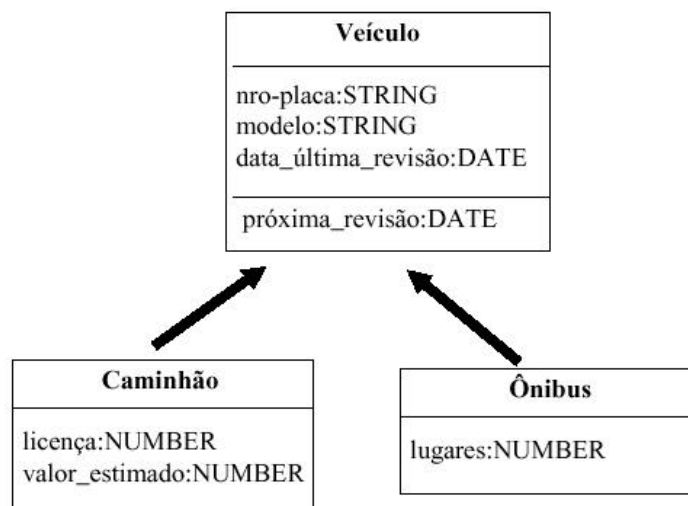 Veículo
nro-placa:STRING
modelo:STRING
data_última_revisão:DATE
próxima_revisão:DATE
Caminhão
licença:NUMBER
valor_estimado:NUMBER
Ônibus
lugares:NUMBER